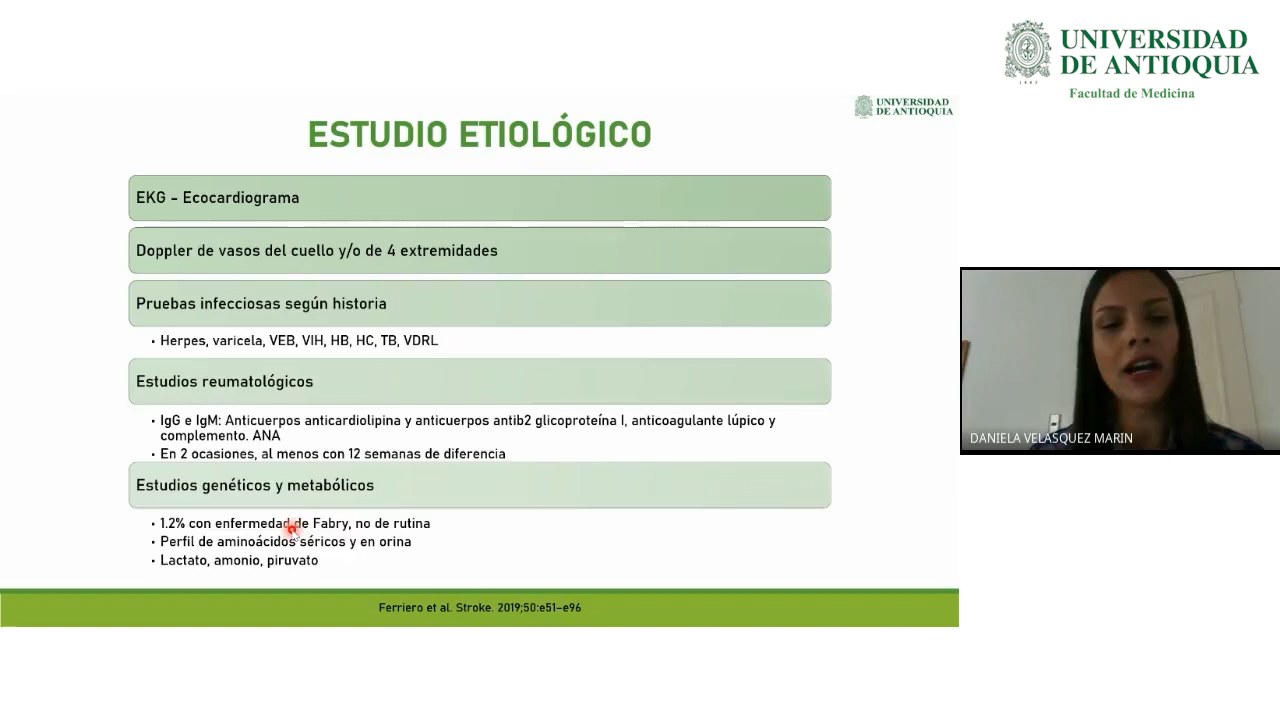 UNIVERSIDAD
DE ANTIOQUIA
1803
Facultad de Medicina
UNIVERSIDAD
DE ANTIOQUIA
ESTUDIO ETIOLÓGICO
EKG - Ecocardiograma
Doppler de vasos del cuello y/o de 4 extremidades
Pruebas infecciosas según historia
• Herpes, varicela, VEB, VIH, HB, HC, TB, VDRL
Estudios reumatológicos
• IgG e IgM: Anticuerpos anticardiolipina y anticuerpos antib2 glicoproteína I, anticoagulante lúpico y
complemento. ANA
• En 2 ocasiones, al menos con 12 semanas de diferencia
Estudios genéticos y metabólicos
• 1.2% con enfermedad de Fabry, no de rutina
• Perfil de aminoácidos séricos y en orina
• Lactato, amonio, piruvato
Ferriero et al. Stroke. 2019;50:e51–e96
DANIELA VELASQUEZ MARIN